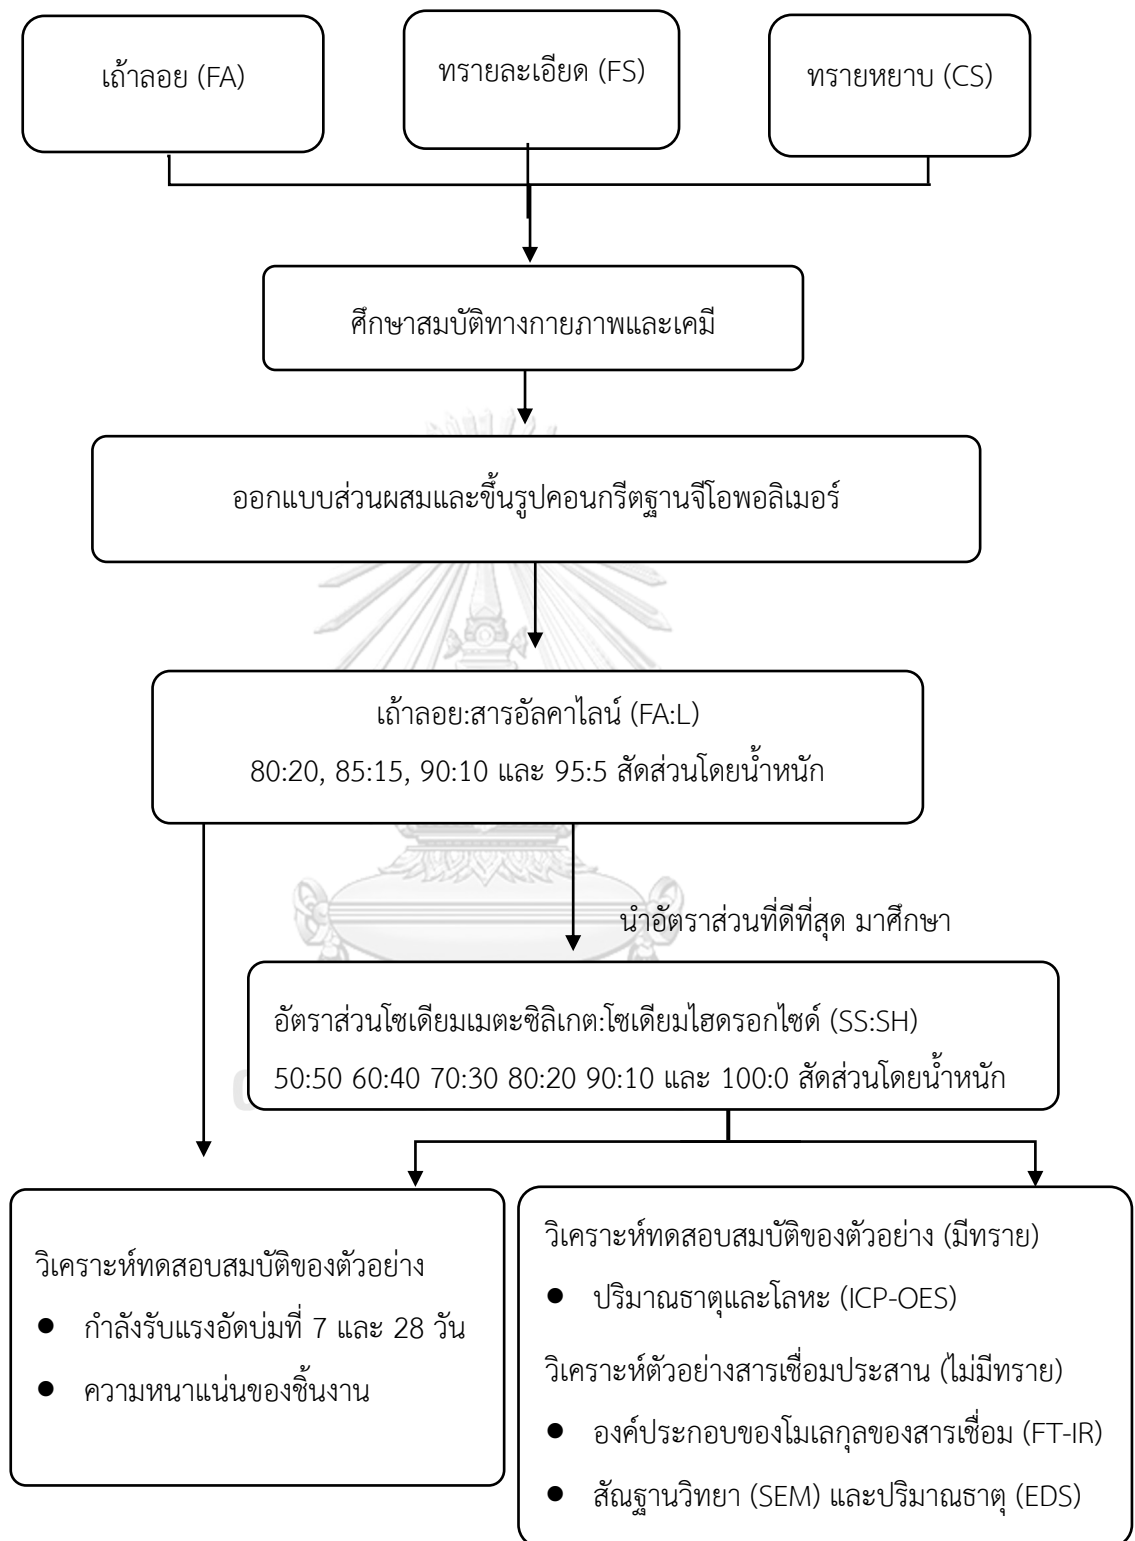 เถ้าลอย (FA)
ทรายละเอียด (FS)
ทรายหยาบ (CS)
ศึกษาสมบัติทางกายภาพและเคมี
ออกแบบส่วนผสมและขึ้นรูปคอนกรีตฐานจีโอพอลิเมอร์
เถ้าลอย:สารอัลคาไลน์ (FA:L)
80:20, 85:15, 90:10 และ 95:5 สัดส่วนโดยน้ำหนัก
นำอัตราส่วนที่ดีที่สุด มาศึกษา
อัตราส่วนโซเดียมเมตะซิลิเกต:โซเดียมไฮดรอกไซด์ (SS:SH)
50:50 60:40 70:30 80:20 90:10 และ 100:0 สัดส่วนโดยน้ำหนัก
วิเคราะห์ทดสอบสมบัติของตัวอย่าง
● กำลังรับแรงอัดบ่มที่ 7 และ 28 วัน
● ความหนาแน่นของชิ้นงาน
วิเคราะห์ทดสอบสมบัติของตัวอย่าง (มีทราย)
● ปริมาณธาตุและโลหะ (ICP-OES)
วิเคราะห์ตัวอย่างสารเชื่อมประสาน (ไม่มีทราย)
● องค์ประกอบของโมเลกุลของสารเชื่อม (FT-IR)
● สัณฐานวิทยา (SEM) และปริมาณธาตุ (EDS)